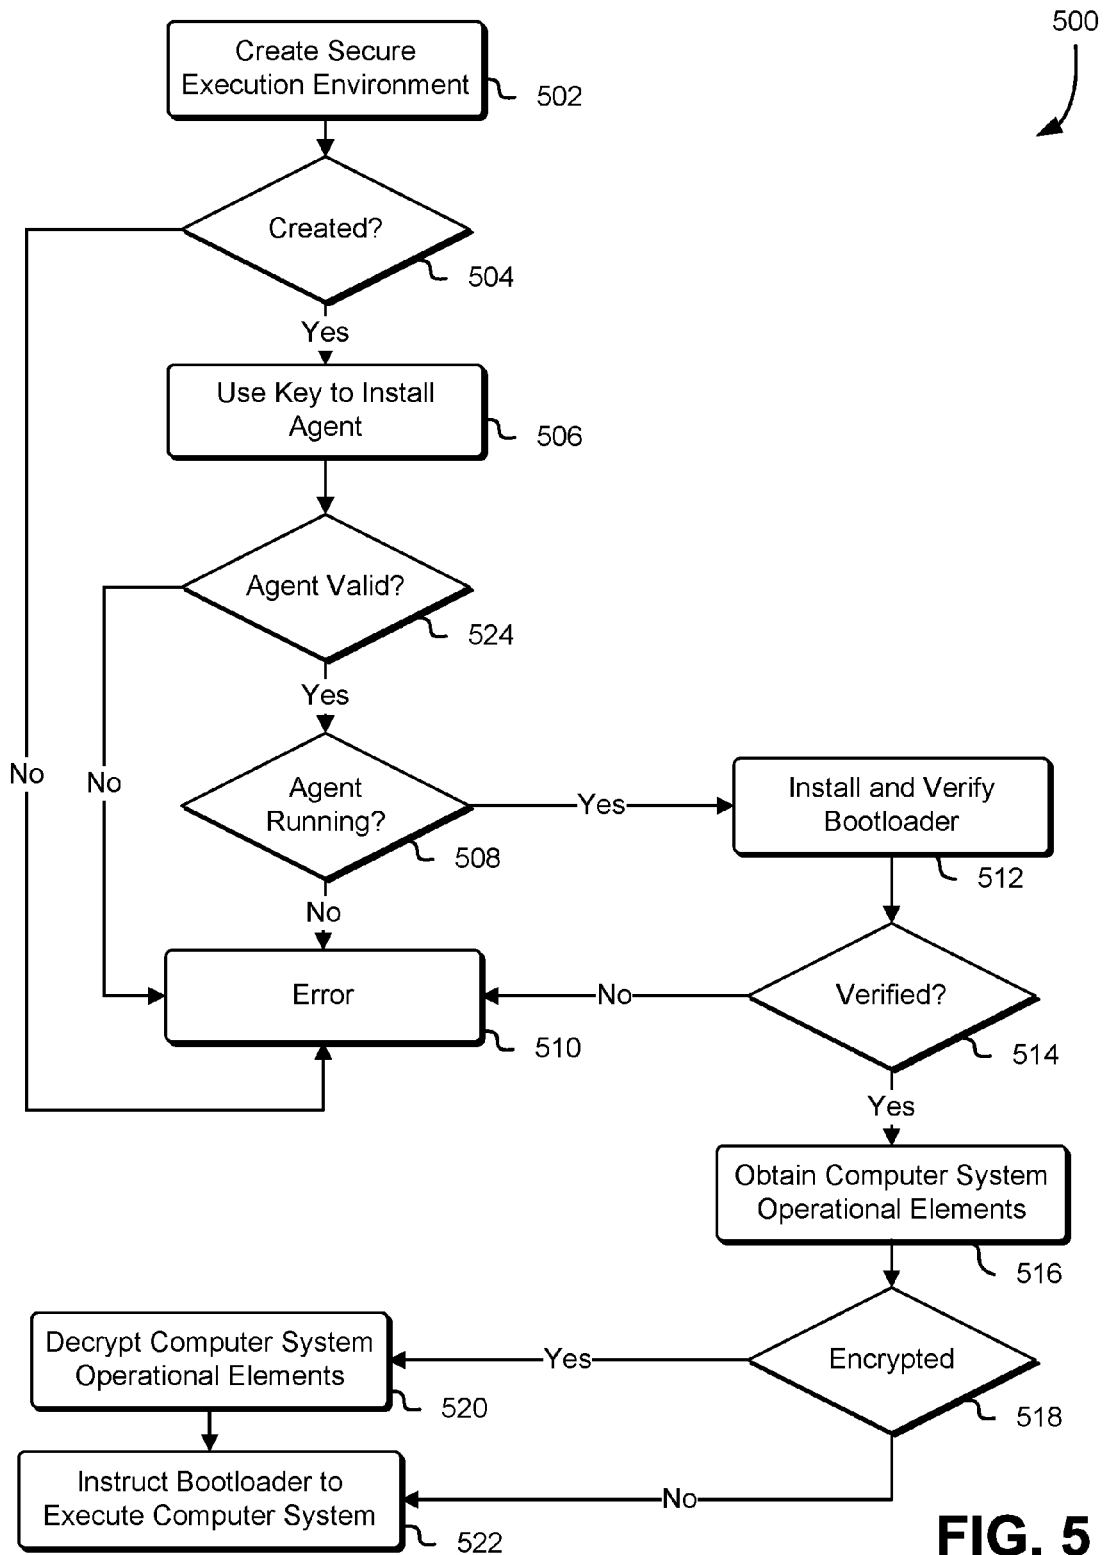 500
Create Secure
Execution Environment
502
Created?
504
Yes
Use Key to Install
Agent
506
Agent Valid?
524
Yes
No
No
Agent
Running?
508
Yes
Install and Verify
Bootloader
512
No
Error
510
No
Verified?
514
Yes
Obtain Computer System
Operational Elements
516
Decrypt Computer System
Operational Elements
520
Yes
Encrypted
518
Instruct Bootloader to
Execute Computer System
522
No
FIG. 5